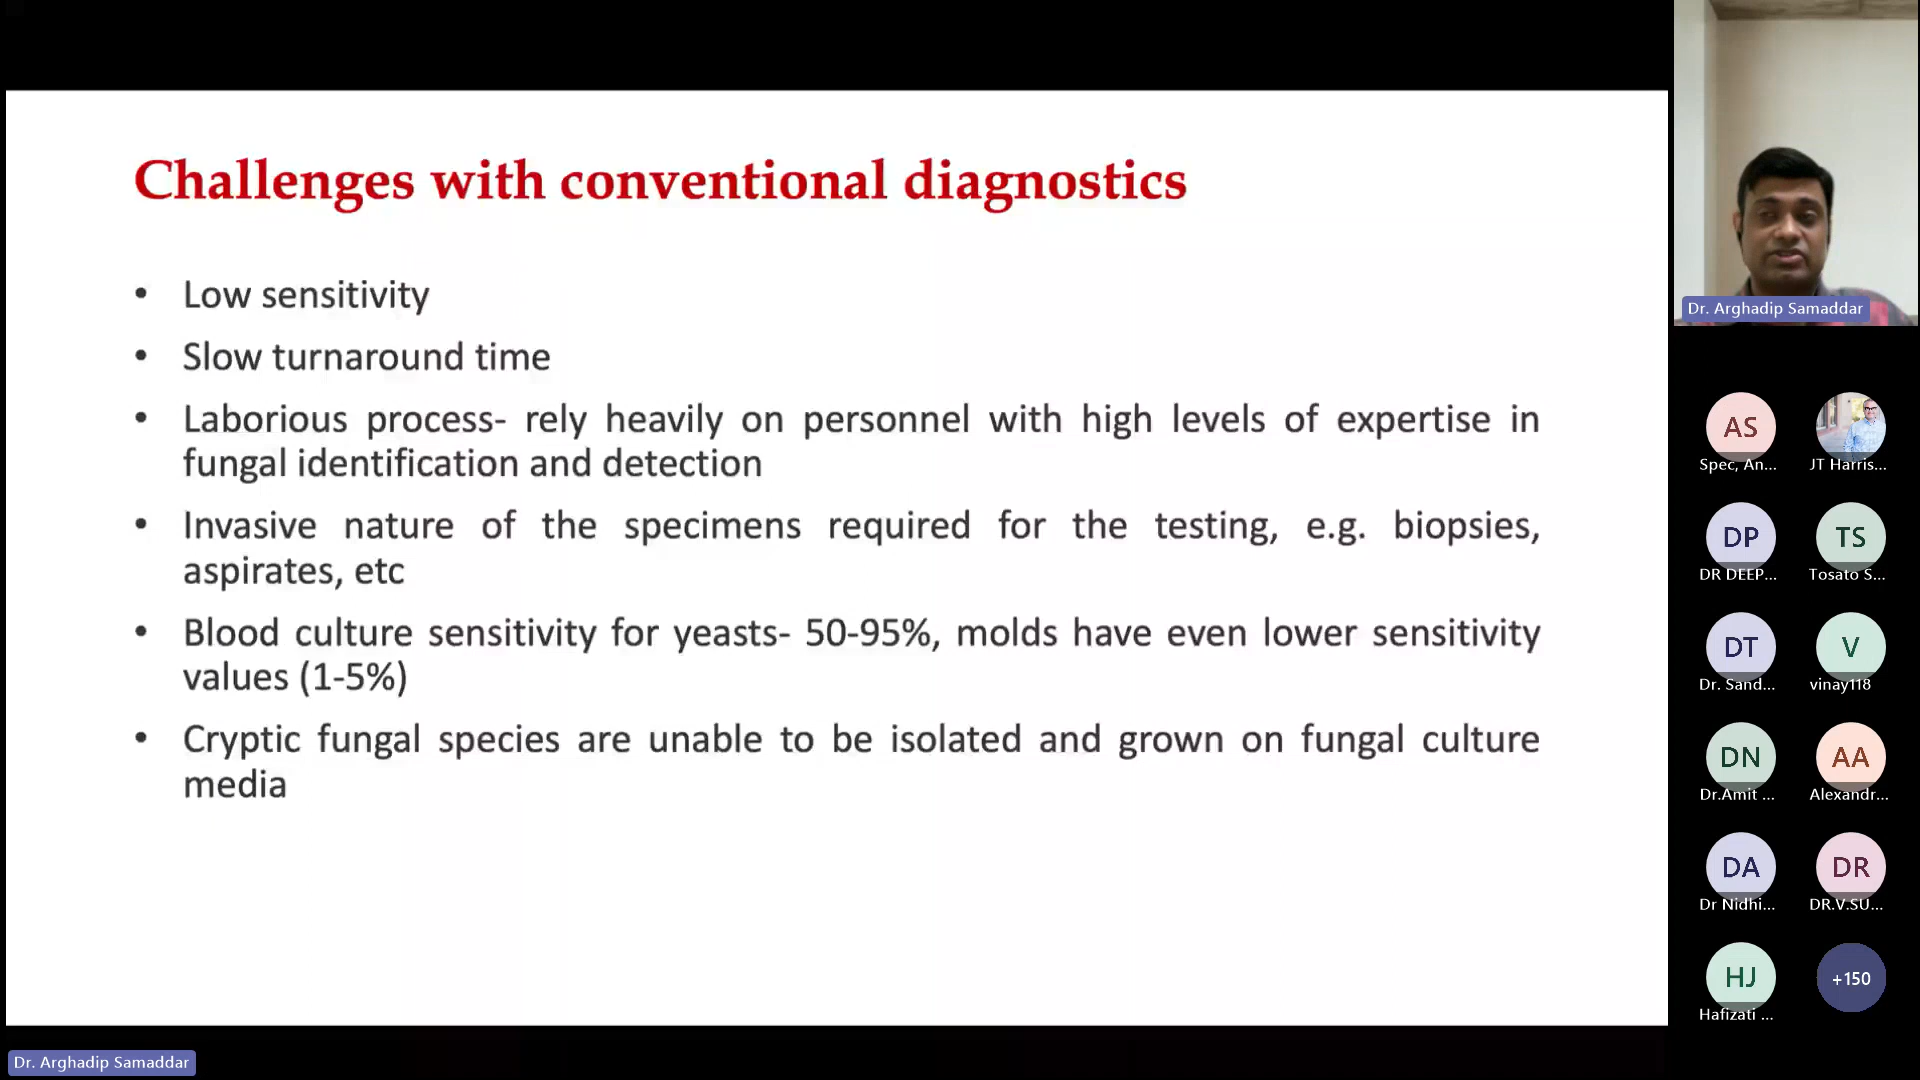 Challenges with conventional diagnostics
• Low sensitivity
• Slow turnaround time
• Laborious process- rely heavily on personnel with high levels of expertise in
fungal identification and detection
• Invasive nature of the specimens required for the testing, e.g. biopsies,
aspirates, etc
• Blood culture sensitivity for yeasts- 50-95%, molds have even lower sensitivity
values (1-5%)
• Cryptic fungal species are unable to be isolated and grown on fungal culture
media
Dr. Arghadip Samaddar
Dr. Arghadip Samaddar
AS
Spec, An...
JT Harris...
DP
DR DEEP...
TS
Tosato S...
DT
Dr. Sand...
V
vinay118
DN
Dr.Amit ...
AA
Alexandr...
DA
Dr Nidhi...
DR
DR.V.SU...
HJ
Hafizati ...
+150